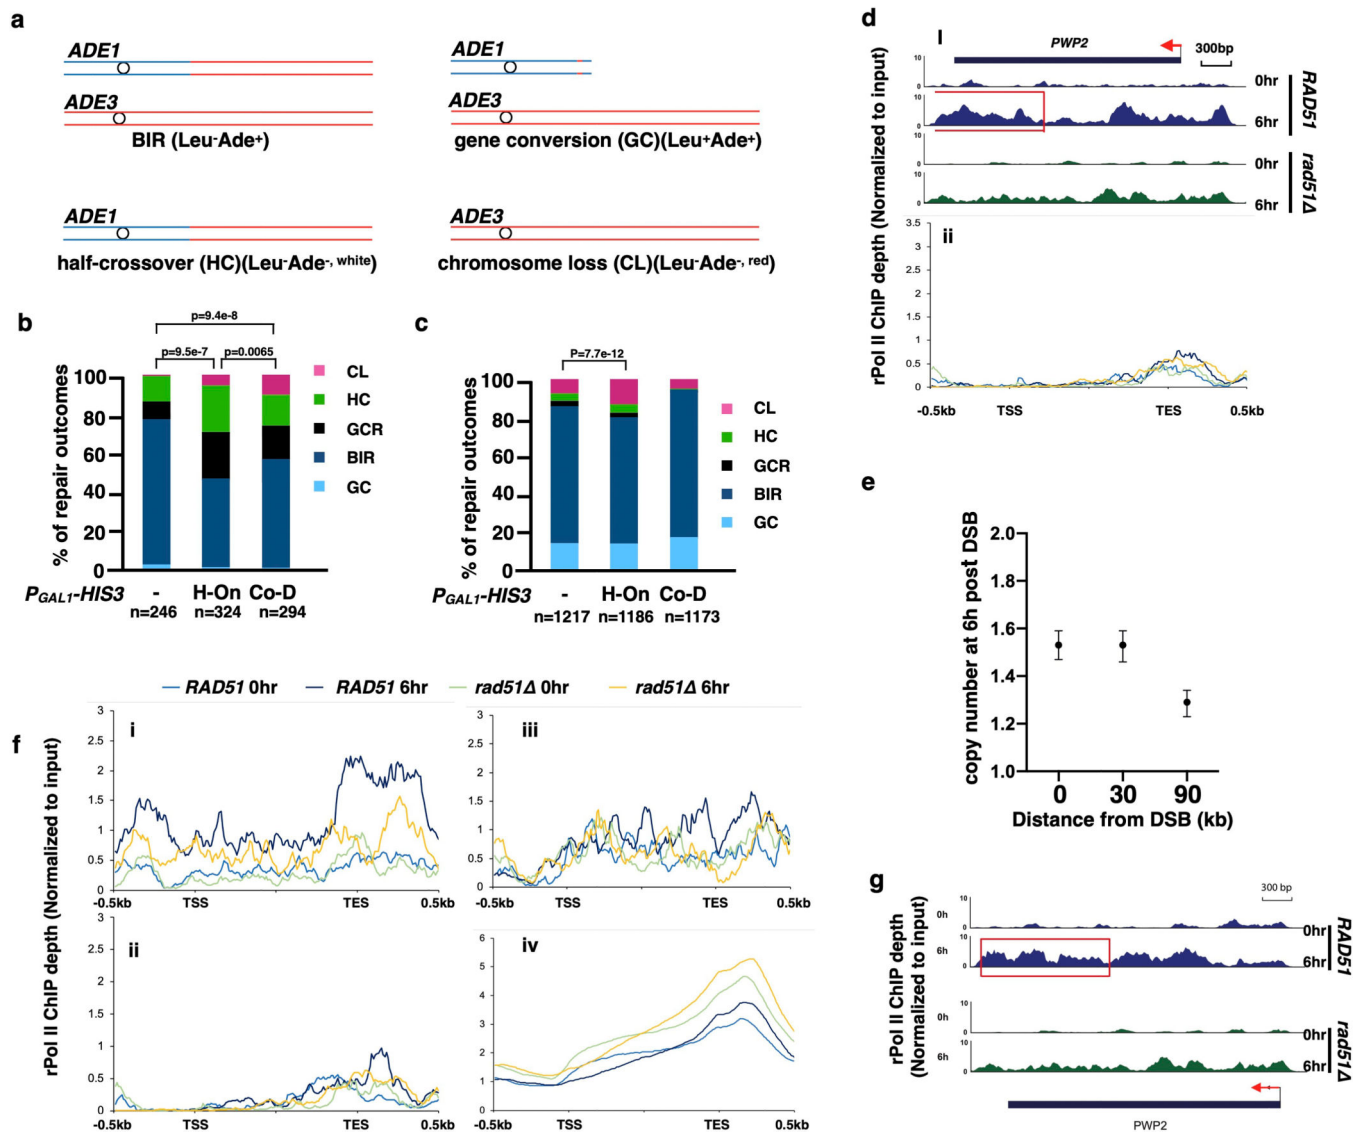 a
ADE1
ADE3
BIR (Leu-Ade+)
ADE1
ADE3
gene conversion (GC)(Leu+Ade+)
ADE1
half-crossover (HC)(Leu-Ade-, white)
ADE3
chromosome loss (CL)(Leu-Ade-, red)
b
p=9.4e-8
p=9.5e-7
p=0.0065
% of repair outcomes
100
80
60
40
20
0
CL
HC
GCR
BIR
GC
PGAL1-HIS3
- H-On Co-D
n=246 n=324 n=294
c
P=7.7e-12
% of repair outcomes
100
80
60
40
20
0
CL
HC
GCR
BIR
GC
PGAL1-HIS3
- H-On Co-D
n=1217 n=1186 n=1173
d
rPol II ChIP depth (Normalized to input)
I
PWP2
300bp
10
0
0hr
10
0
6hr
RAD51
10
0
0hr
10
0
6hr
rad51Δ
ii
3.5
3
2.5
2
1.5
1
0.5
0
-0.5kb TSS TES 0.5kb
e
copy number at 6h post DSB
2.0
1.8
1.6
1.4
1.2
1.0
0 30 90
Distance from DSB (kb)
RAD51 0hr RAD51 6hr rad51Δ 0hr rad51Δ 6hr
f
rPol II ChIP depth (Normalized to input)
i
3
2.5
2
1.5
1
0.5
0
-0.5kb TSS TES 0.5kb
iii
3
2.5
2
1.5
1
0.5
0
-0.5kb TSS TES 0.5kb
ii
3
2.5
2
1.5
1
0.5
0
-0.5kb TSS TES 0.5kb
iv
6
5
4
3
2
1
0
-0.5kb TSS TES 0.5kb
g
rPol II ChIP depth
(Normalized to input)
300 bp
10
0h
0
0hr
10
6h
0
6hr
RAD51
10
0h
0
0hr
10
6h
0
6hr
rad51Δ
PWP2